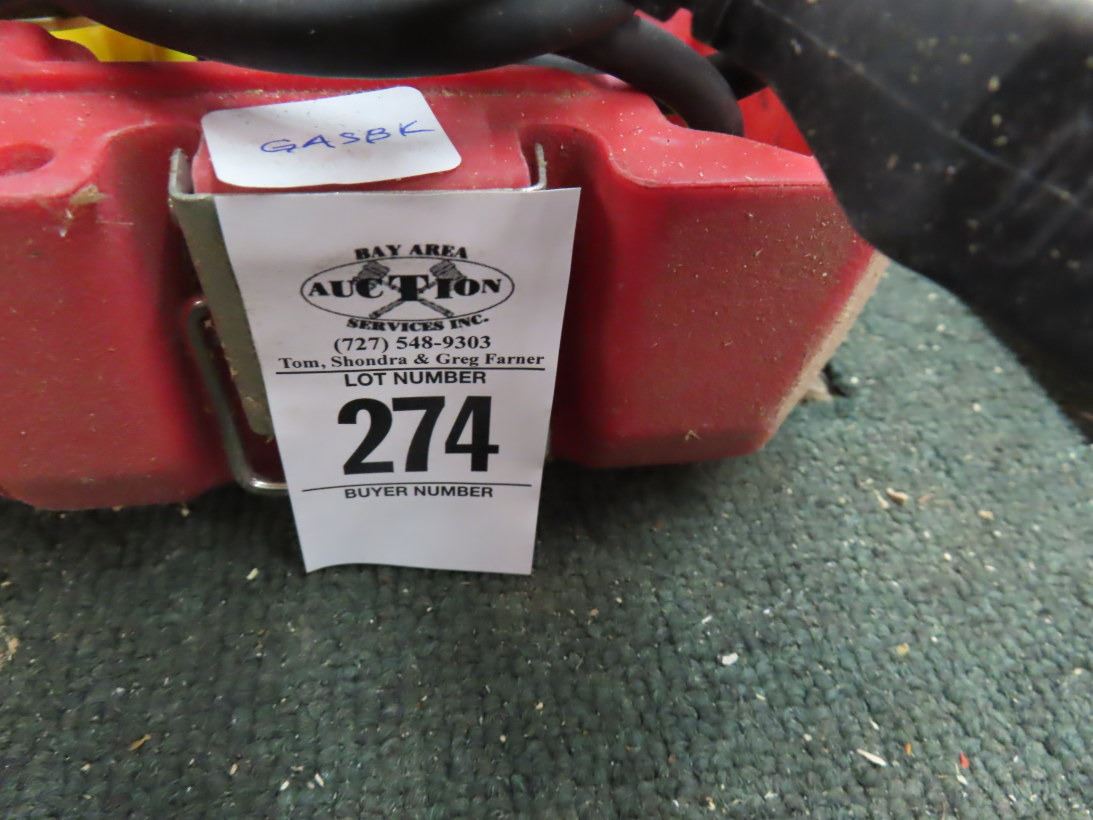 GASBK
BAY AREA
AUCTION
SERVICES INC.
(727) 548-9303
Tom, Shondra & Greg Farner
LOT NUMBER
274
BUYER NUMBER